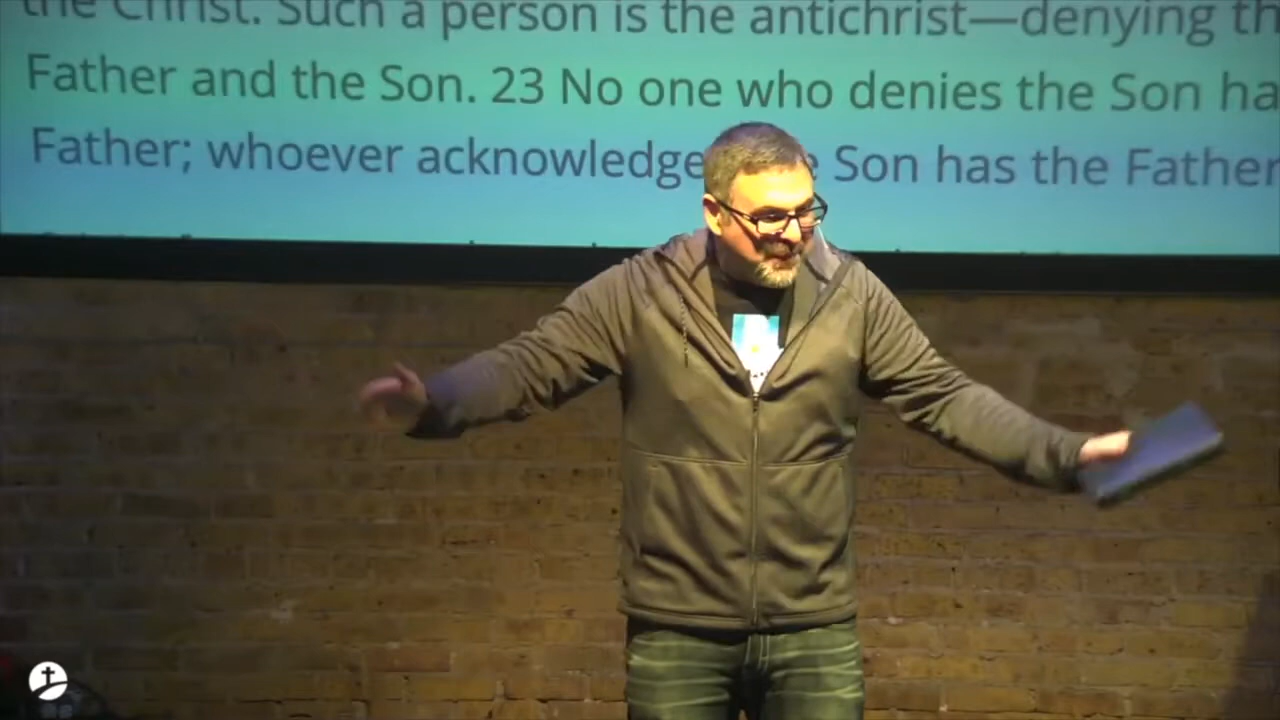 the Christ. Such a person is the antichrist—denying th
Father and the Son. 23 No one who denies the Son ha
Father; whoever acknowledge Son has the Father